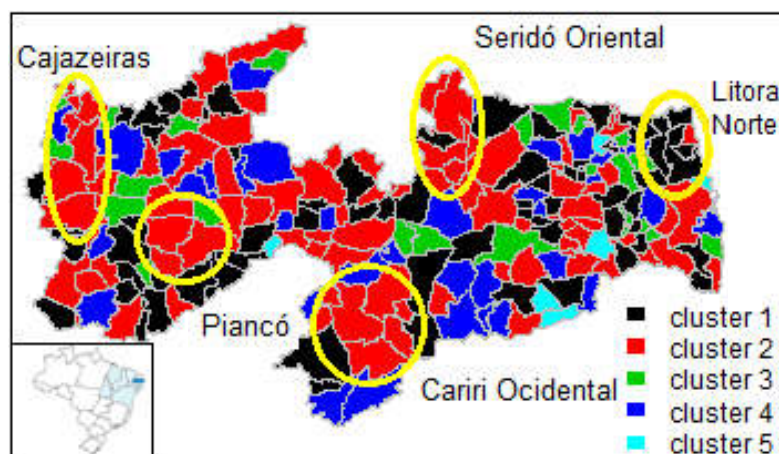 Cajazeiras
Seridó Oriental
Litora
Norte
Piancó
Cariri Ocidental
cluster 1
cluster 2
cluster 3
cluster 4
cluster 5